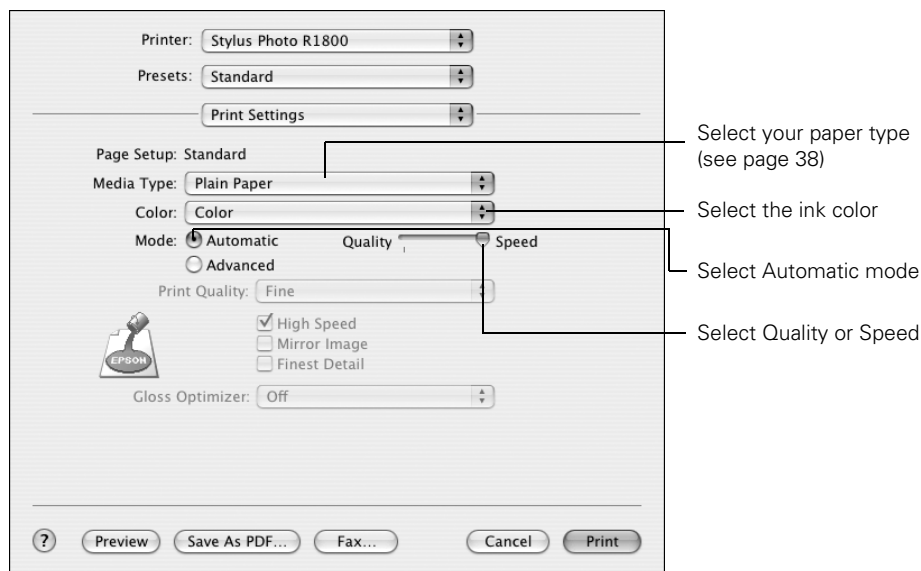 Printer: Stylus Photo R1800
Presets: Standard
Print Settings
Page Setup: Standard
Media Type: Plain Paper
Color: Color
Mode: Automatic Quality Speed
Advanced
Print Quality: Fine
High Speed
Mirror Image
Finest Detail
EPSON
Gloss Optimizer: Off
? Preview Save As PDF... Fax... Cancel Print
Select your paper type
(see page 38)
Select the ink color
Select Automatic mode
Select Quality or Speed